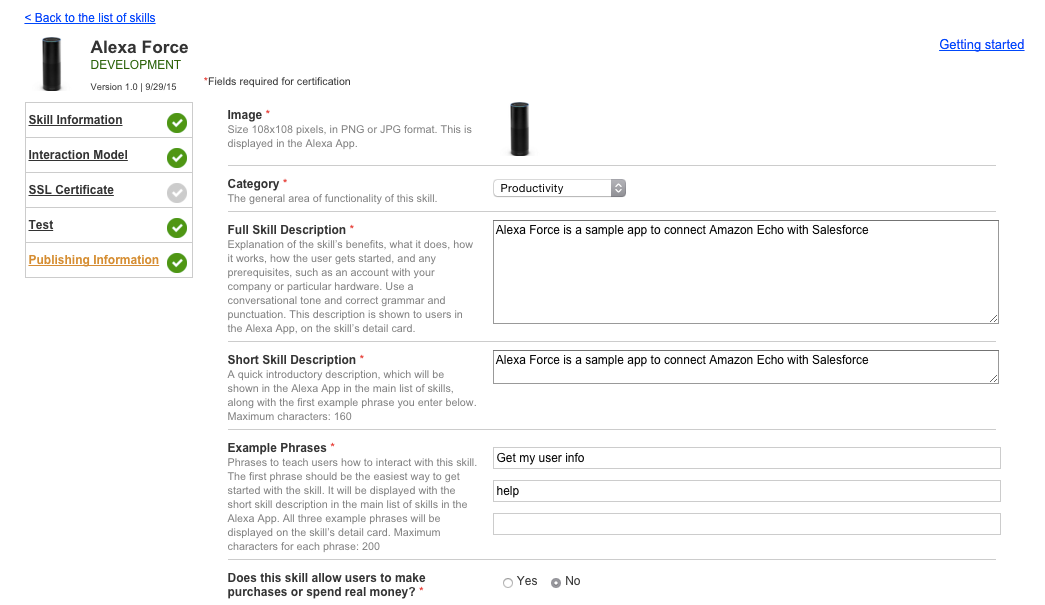 < Back to the list of skills
Alexa Force
DEVELOPMENT
Version 1.0 | 9/29/15
Getting started
*Fields required for certification
Skill Information
Interaction Model
SSL Certificate
Test
Publishing Information
Image *
Size 108x108 pixels, in PNG or JPG format. This is
displayed in the Alexa App.
Category *
The general area of functionality of this skill.
Productivity
Full Skill Description *
Explanation of the skill's benefits, what it does, how
it works, how the user gets started, and any
prerequisites, such as an account with your
company or particular hardware. Use a
conversational tone and correct grammar and
punctuation. This description is shown to users in
the Alexa App, on the skill's detail card.
Alexa Force is a sample app to connect Amazon Echo with Salesforce
Short Skill Description *
A quick introductory description, which will be
shown in the Alexa App in the main list of skills,
along with the first example phrase you enter below.
Maximum characters: 160
Alexa Force is a sample app to connect Amazon Echo with Salesforce
Example Phrases *
Phrases to teach users how to interact with this skill.
The first phrase should be the easiest way to get
started with the skill. It will be displayed with the
short skill description in the main list of skills in the
Alexa App. All three example phrases will be
displayed on the skill's detail card. Maximum
characters for each phrase: 200
Get my user info
help
Does this skill allow users to make
purchases or spend real money? *
Yes No